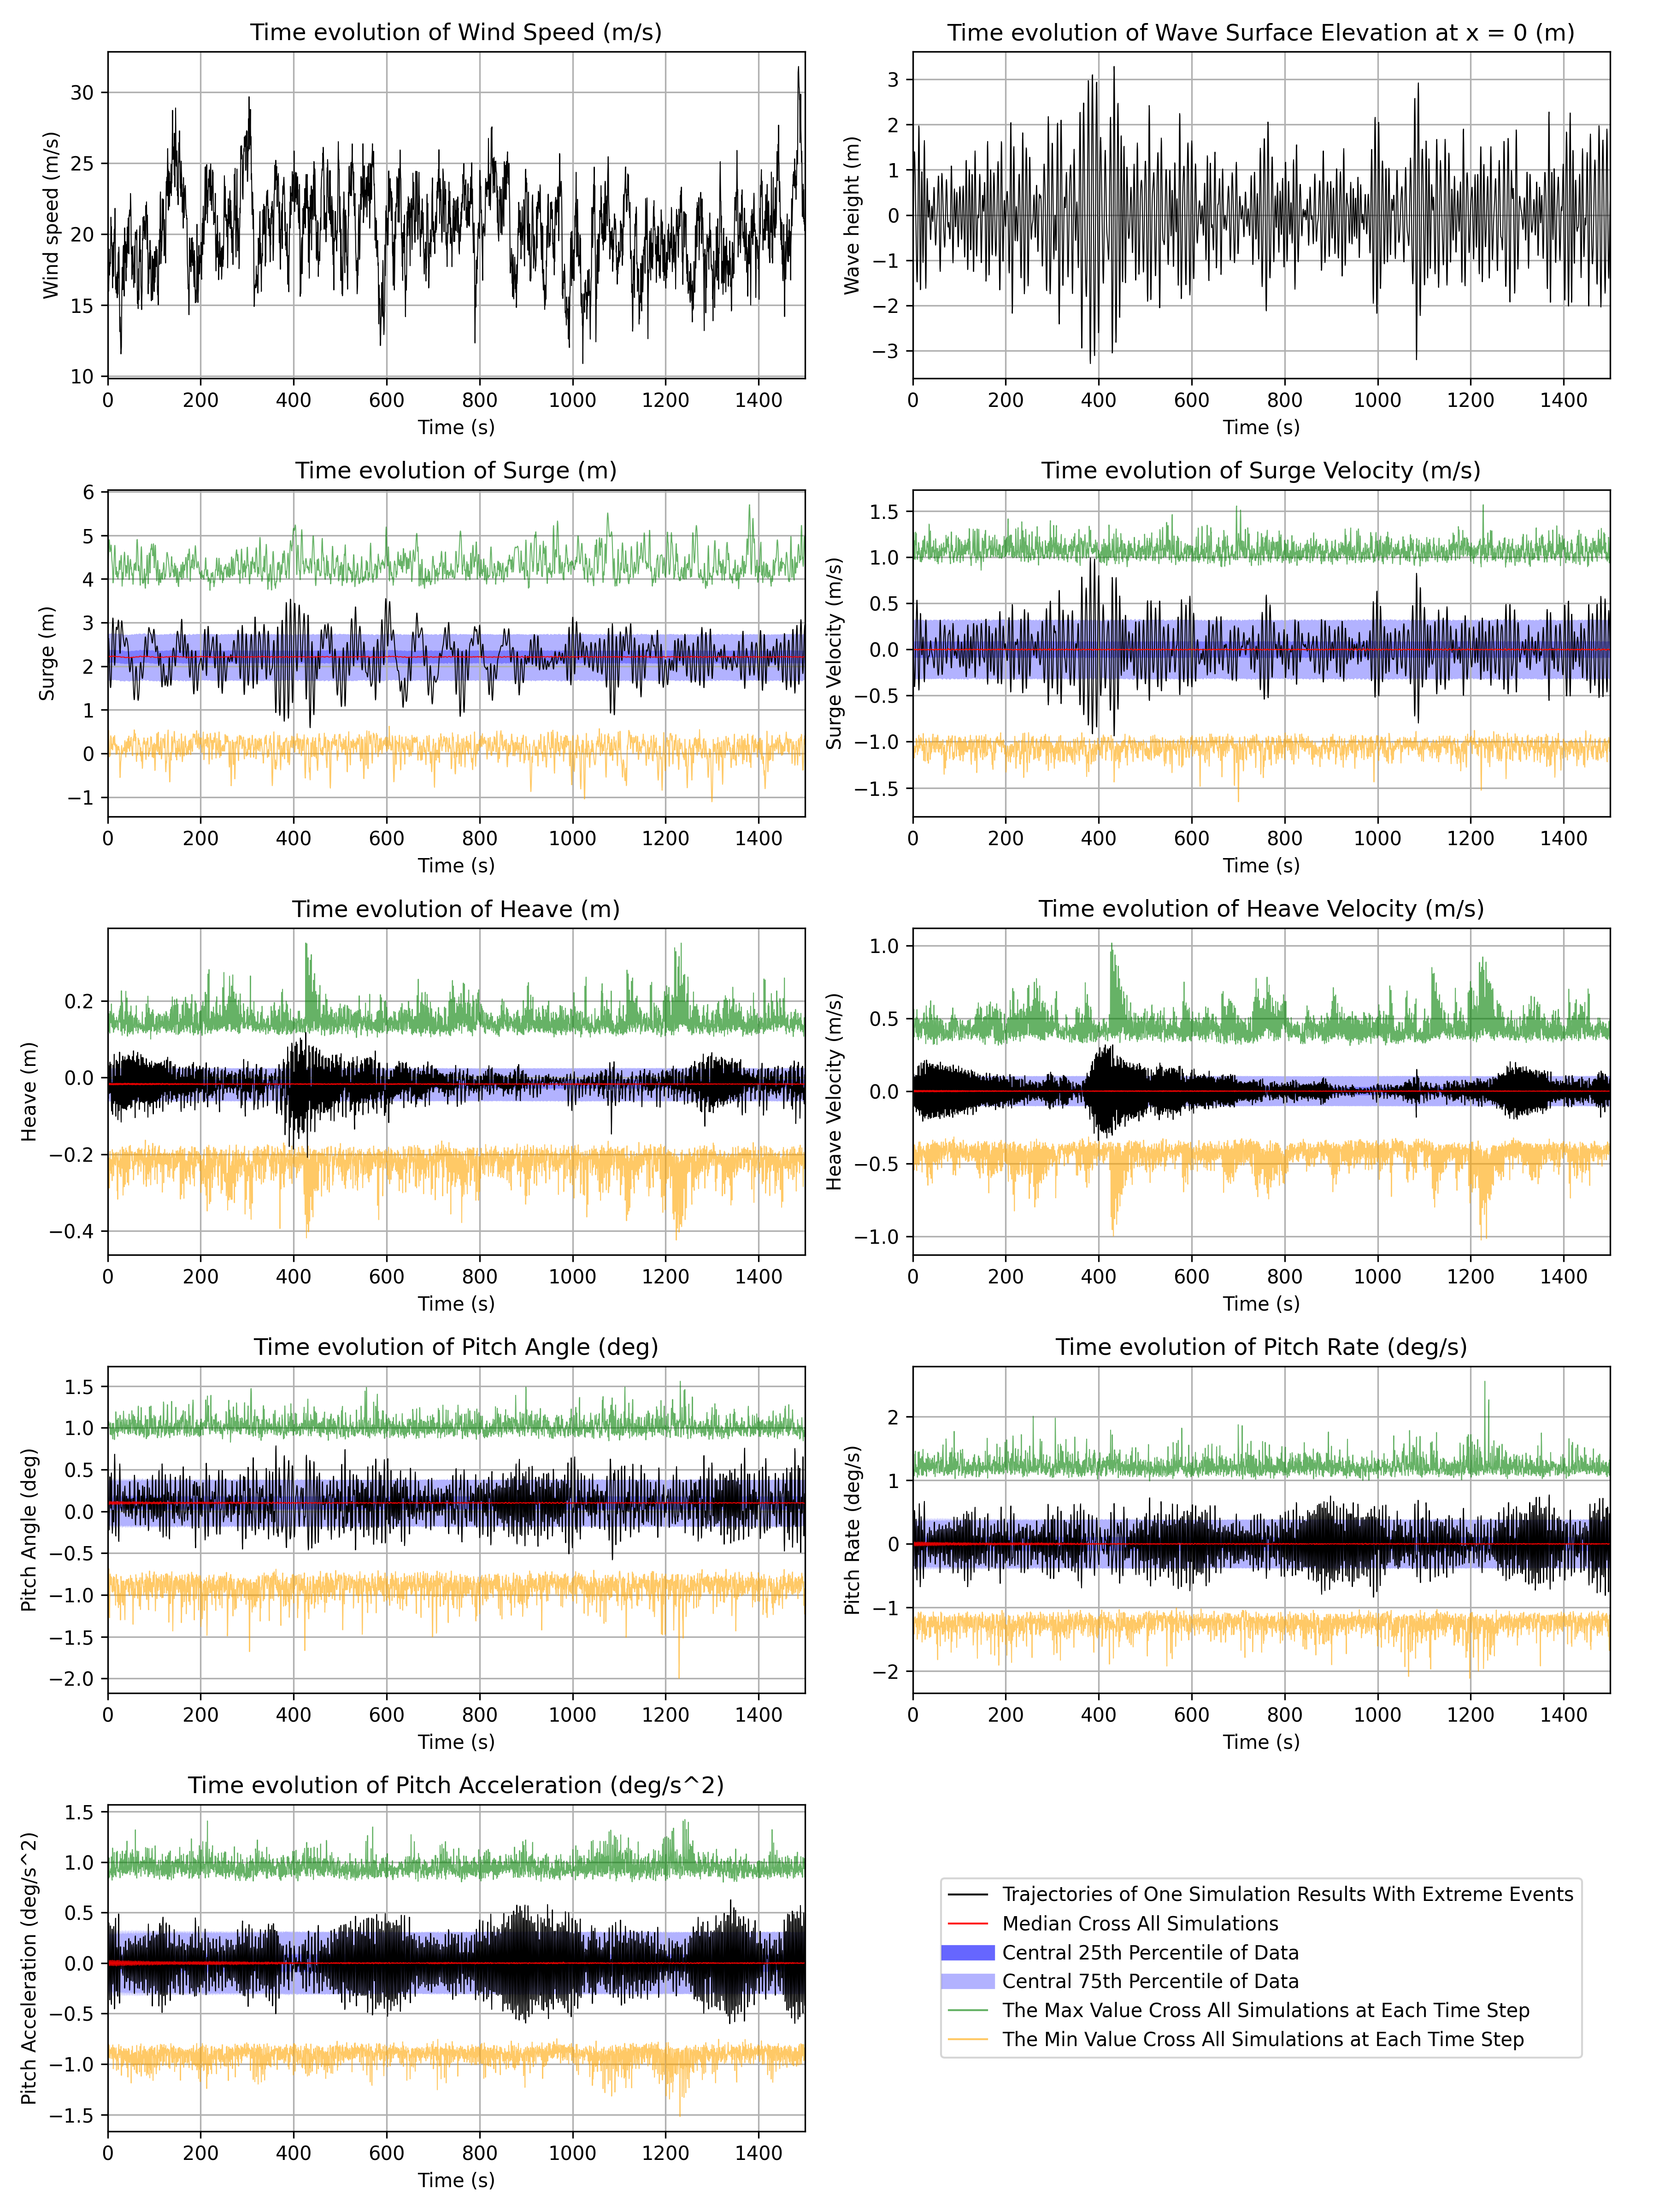 Time evolution of Wind Speed (m/s)
Wind speed (m/s)
30
25
20
15
10
0 200 400 600 800 1000 1200 1400
Time (s)
Time evolution of Wave Surface Elevation at x = 0 (m)
Wave height (m)
3
2
1
0
−1
−2
−3
0 200 400 600 800 1000 1200 1400
Time (s)
Time evolution of Surge (m)
Surge (m)
6
5
4
3
2
1
0
−1
0 200 400 600 800 1000 1200 1400
Time (s)
Time evolution of Surge Velocity (m/s)
Surge Velocity (m/s)
1.5
1.0
0.5
0.0
−0.5
−1.0
−1.5
0 200 400 600 800 1000 1200 1400
Time (s)
Time evolution of Heave (m)
Heave (m)
0.2
0.0
−0.2
−0.4
0 200 400 600 800 1000 1200 1400
Time (s)
Time evolution of Heave Velocity (m/s)
Heave Velocity (m/s)
1.0
0.5
0.0
−0.5
−1.0
0 200 400 600 800 1000 1200 1400
Time (s)
Time evolution of Pitch Angle (deg)
Pitch Angle (deg)
1.5
1.0
0.5
0.0
−0.5
−1.0
−1.5
−2.0
0 200 400 600 800 1000 1200 1400
Time (s)
Time evolution of Pitch Rate (deg/s)
Pitch Rate (deg/s)
2
1
0
−1
−2
0 200 400 600 800 1000 1200 1400
Time (s)
Time evolution of Pitch Acceleration (deg/s^2)
Pitch Acceleration (deg/s^2)
1.5
1.0
0.5
0.0
−0.5
−1.0
−1.5
0 200 400 600 800 1000 1200 1400
Time (s)
Trajectories of One Simulation Results With Extreme Events
Median Cross All Simulations
Central 25th Percentile of Data
Central 75th Percentile of Data
The Max Value Cross All Simulations at Each Time Step
The Min Value Cross All Simulations at Each Time Step